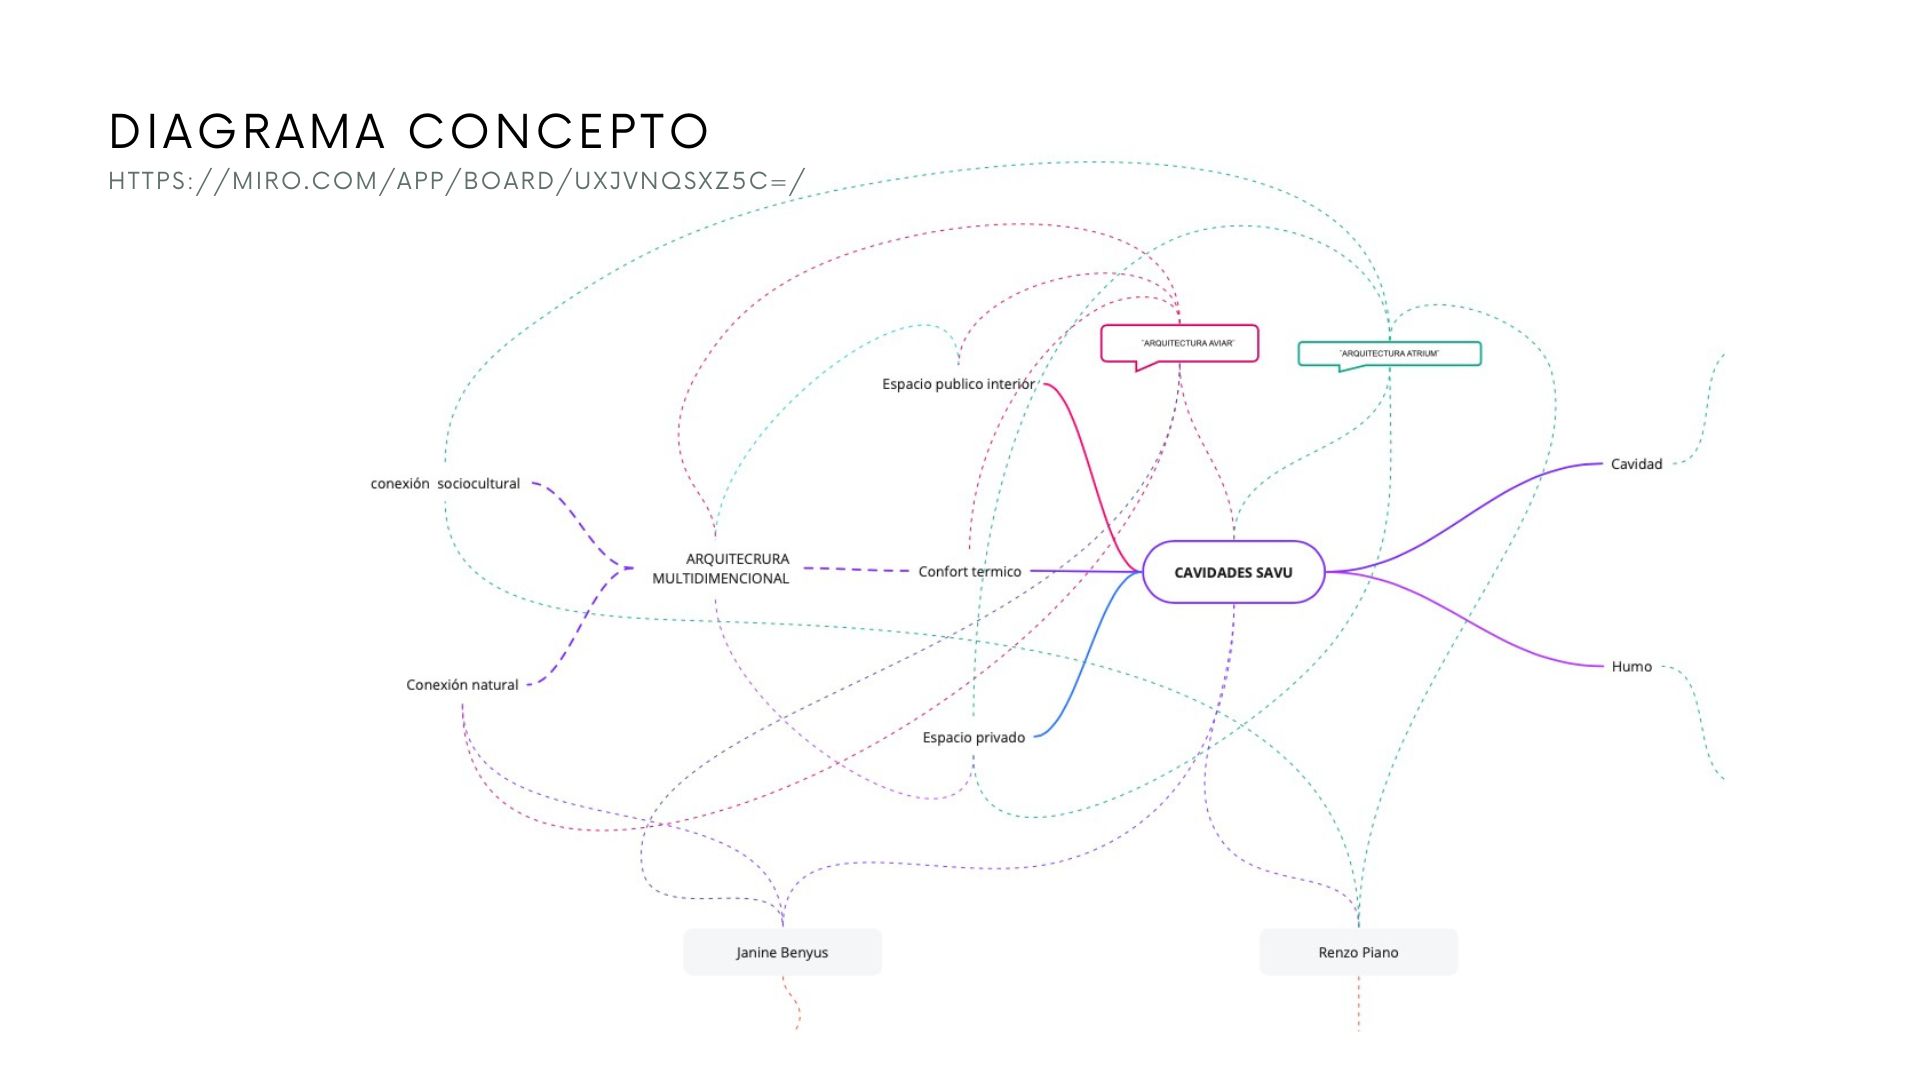 DIAGRAMA CONCEPTO
HTTPS://MIRO.COM/APP/BOARD/UXJVNQSXZ5C=/
"ARQUITECTURA AVIAR"
"ARQUITECTURA ATRIUM"
Espacio publico interior
Cavidad
conexión sociocultural
ARQUITECRURA
MULTIDIMENCIONAL
Confort termico
CAVIDADES SAVU
Humo
Conexión natural
Espacio privado
Janine Benyus
Renzo Piano